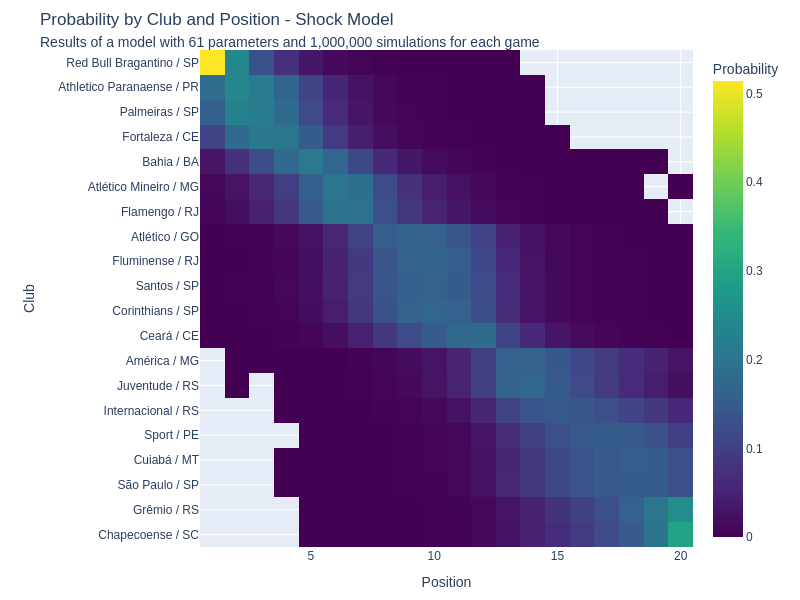 Probability by Club and Position - Shock Model
Results of a model with 61 parameters and 1,000,000 simulations for each game
Probability
Red Bull Bragantino / SP
Athletico Paranaense / PR
Palmeiras / SP
Fortaleza / CE
Bahia / BA
Atlético Mineiro / MG
Flamengo / RJ
Atlético / GO
Fluminense / RJ
Santos / SP
Corinthians / SP
Ceará / CE
América / MG
Juventude / RS
Internacional / RS
Sport / PE
Cuiabá / MT
São Paulo / SP
Grêmio / RS
Chapecoense / SC
Club
5
10
15
20
Position
0.5
0.4
0.3
0.2
0.1
0